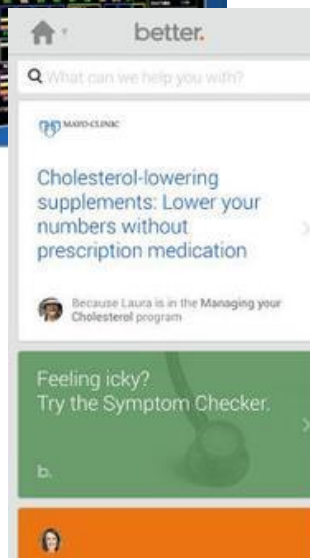 better.
What can we help you with?
MAYO CLINIC
Cholesterol-lowering
supplements: Lower your
numbers without
prescription medication
Because Laura is in the Managing your
Cholesterol program
Feeling icky?
Try the Symptom Checker.
b.